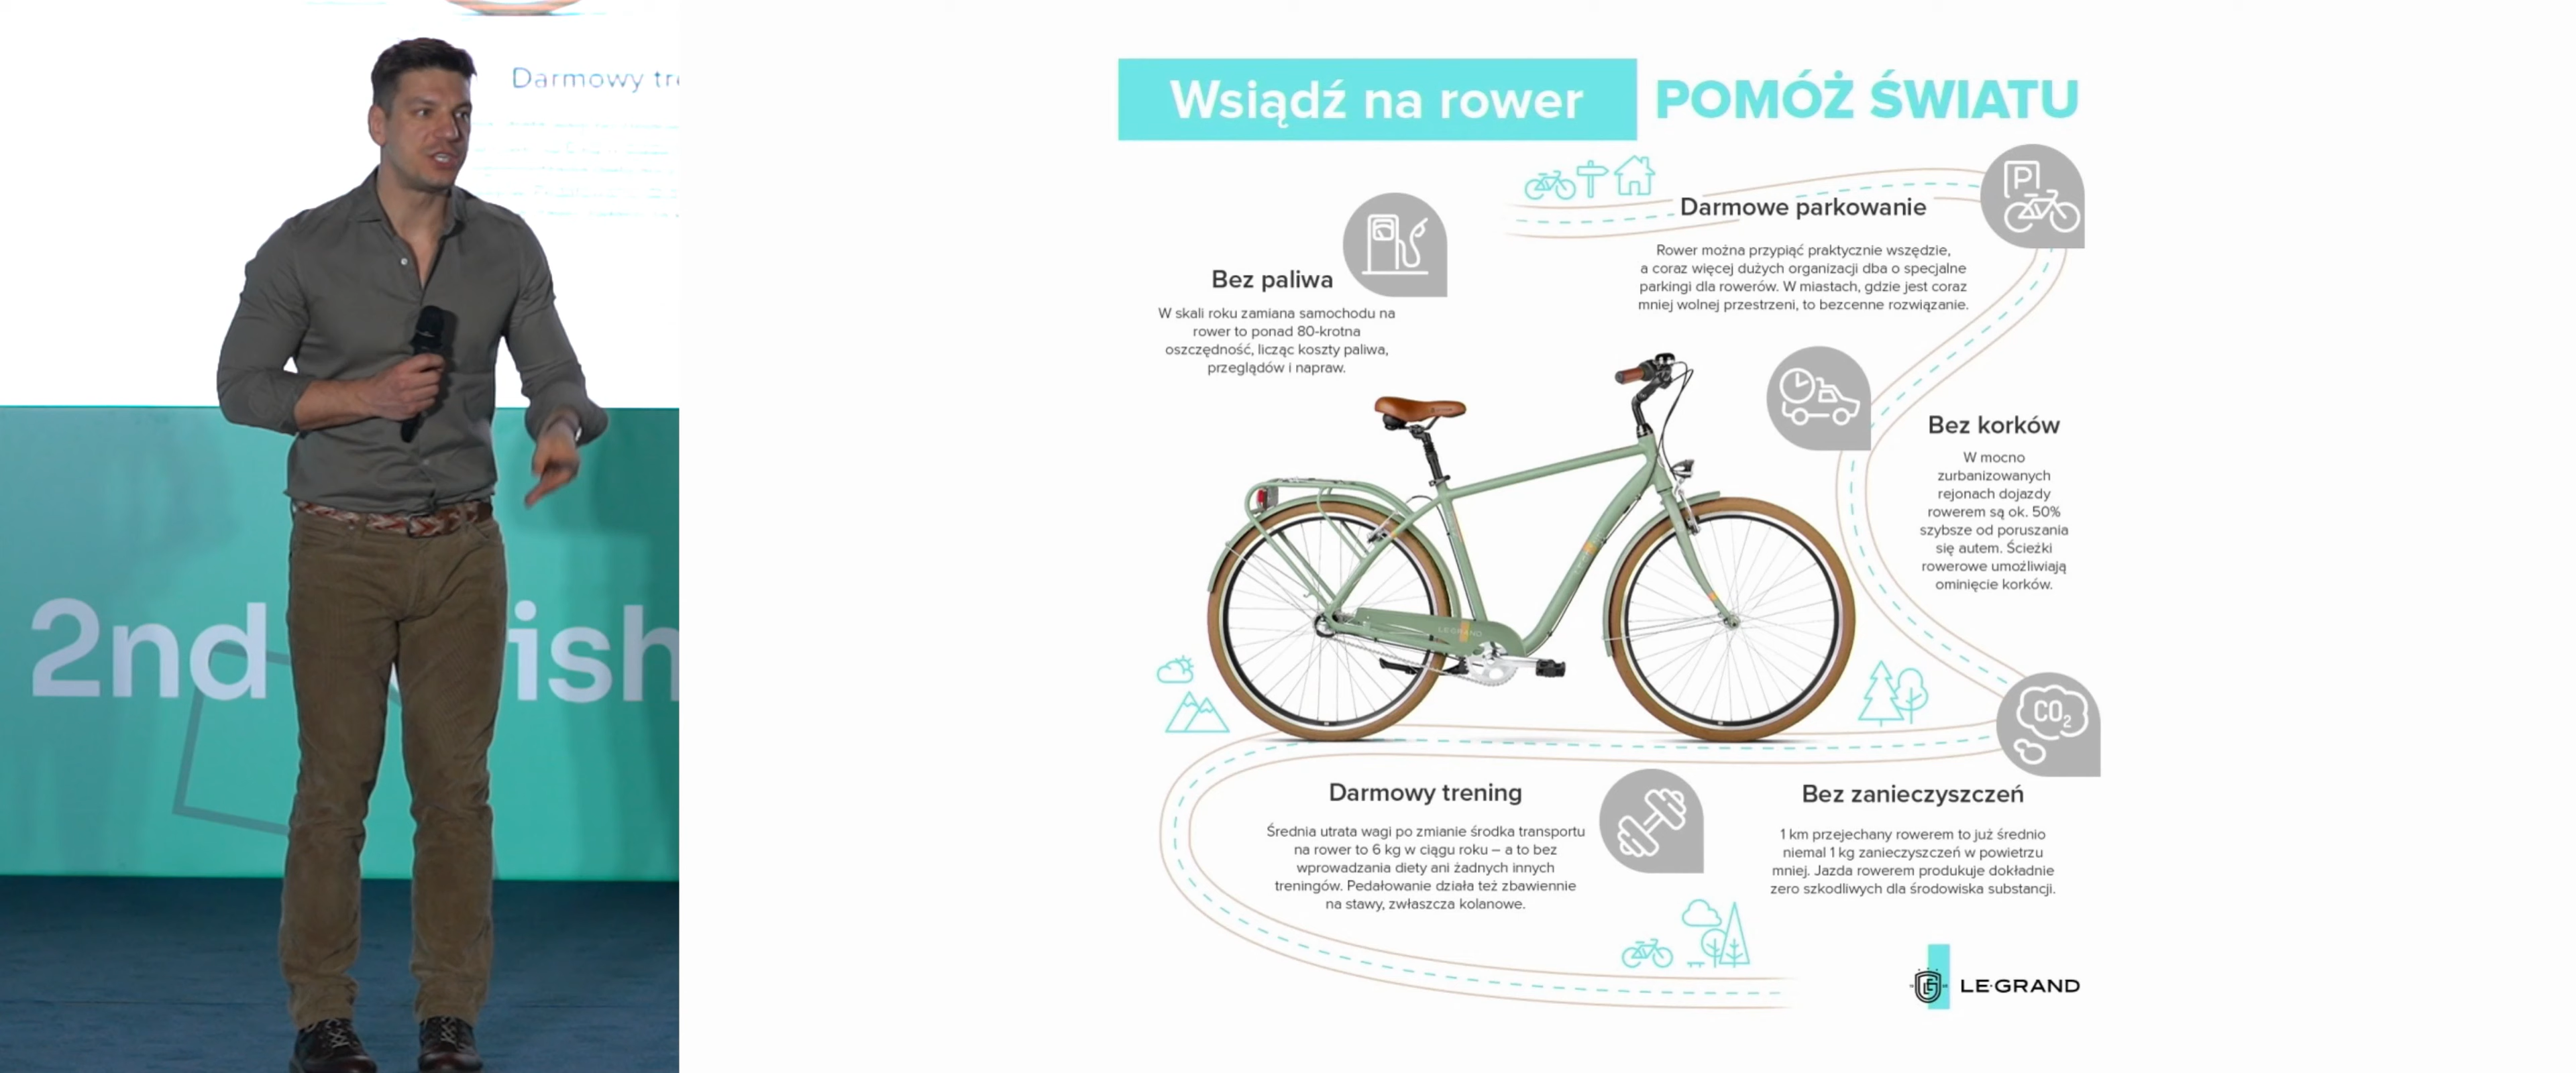 Darmowy tre
2nd
ish
Wsiądź na rower POMÓŻ ŚWIATU
P
Darmowe parkowanie
Rower można przypiąć praktycznie wszędzie,
a coraz więcej dużych organizacji dba o specjalne
parkingi dla rowerów. W miastach, gdzie jest coraz
mniej wolnej przestrzeni, to bezcenne rozwiązanie.
Bez paliwa
W skali roku zamiana samochodu na
rower to ponad 80-krotna
oszczędność, licząc koszty paliwa,
przeglądów i napraw.
Bez korków
W mocno
zurbanizowanych
rejonach dojazdy
rowerem są ok. 50%
szybsze od poruszania
się autem. Ścieżki
rowerowe umożliwiają
ominięcie korków.
LE·GRAND
CO2
Darmowy trening
Średnia utrata wagi po zmianie środka transportu
na rower to 6 kg w ciągu roku – a to bez
wprowadzania diety ani żadnych innych
treningów. Pedałowanie działa też zbawiennie
na stawy, zwłaszcza kolanowe.
Bez zanieczyszczeń
1 km przejechany rowerem to już średnio
niemal 1 kg zanieczyszczeń w powietrzu
mniej. Jazda rowerem produkuje dokładnie
zero szkodliwych dla środowiska substancji.
LE·GRAND